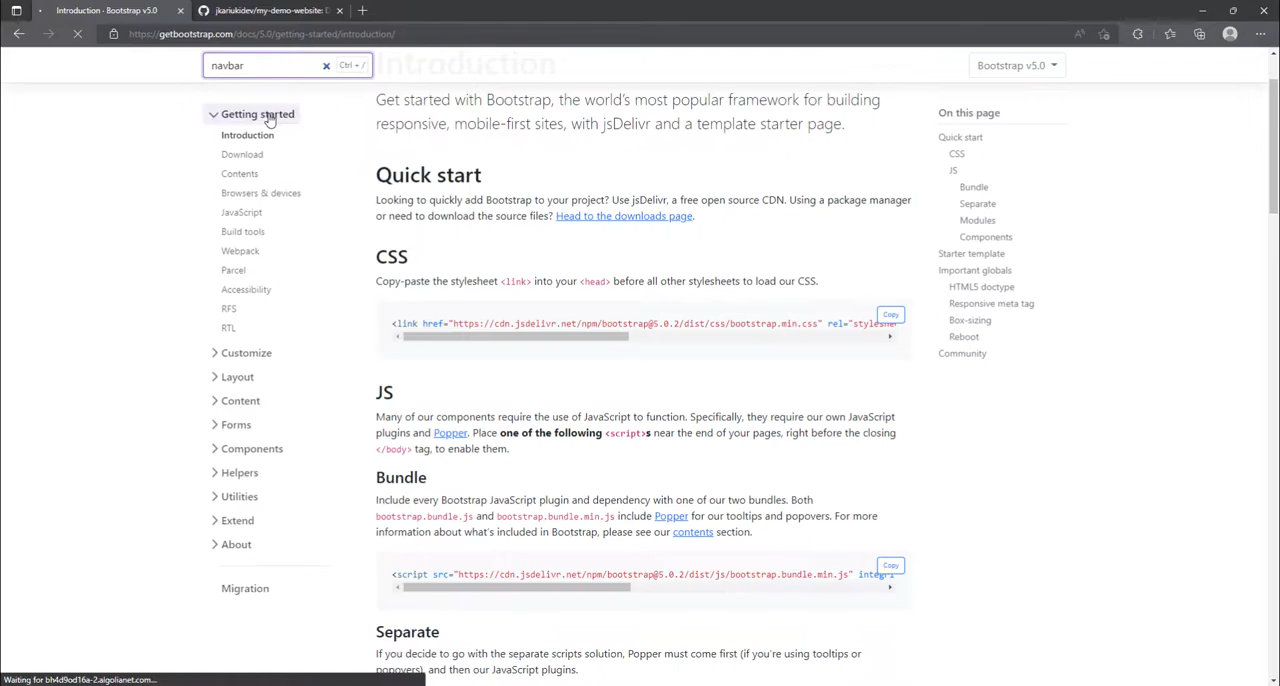 Introduction · Bootstrap v5.0
jkariukidev/my-demo-website: D
https://getbootstrap.com/docs/5.0/getting-started/introduction/
navbar
Ctrl + /
Introduction
Bootstrap v5.0
Getting started
Introduction
Download
Contents
Browsers & devices
JavaScript
Build tools
Webpack
Parcel
Accessibility
RFS
RTL
Customize
Layout
Content
Forms
Components
Helpers
Utilities
Extend
About
Migration
Get started with Bootstrap, the world's most popular framework for building
responsive, mobile-first sites, with jsDelivr and a template starter page.
Quick start
Looking to quickly add Bootstrap to your project? Use jsDelivr, a free open source CDN. Using a package manager
or need to download the source files? Head to the downloads page.
CSS
Copy-paste the stylesheet <link> into your <head> before all other stylesheets to load our CSS.
Copy
<link href="https://cdn.jsdelivr.net/npm/bootstrap@5.0.2/dist/css/bootstrap.min.css" rel="styleshe
JS
Many of our components require the use of JavaScript to function. Specifically, they require our own JavaScript
plugins and Popper. Place one of the following <script>s near the end of your pages, right before the closing
</body> tag, to enable them.
Bundle
Include every Bootstrap JavaScript plugin and dependency with one of our two bundles. Both
bootstrap.bundle.js and bootstrap.bundle.min.js include Popper for our tooltips and popovers. For more
information about what's included in Bootstrap, please see our contents section.
Copy
<script src="https://cdn.jsdelivr.net/npm/bootstrap@5.0.2/dist/js/bootstrap.bundle.min.js" integri
Separate
If you decide to go with the separate scripts solution, Popper must come first (if you're using tooltips or
popovers), and then our JavaScript plugins.
On this page
Quick start
CSS
JS
Bundle
Separate
Modules
Components
Starter template
Important globals
HTML5 doctype
Responsive meta tag
Box-sizing
Reboot
Community
Waiting for bh4d9od16a-2.algolianet.com...